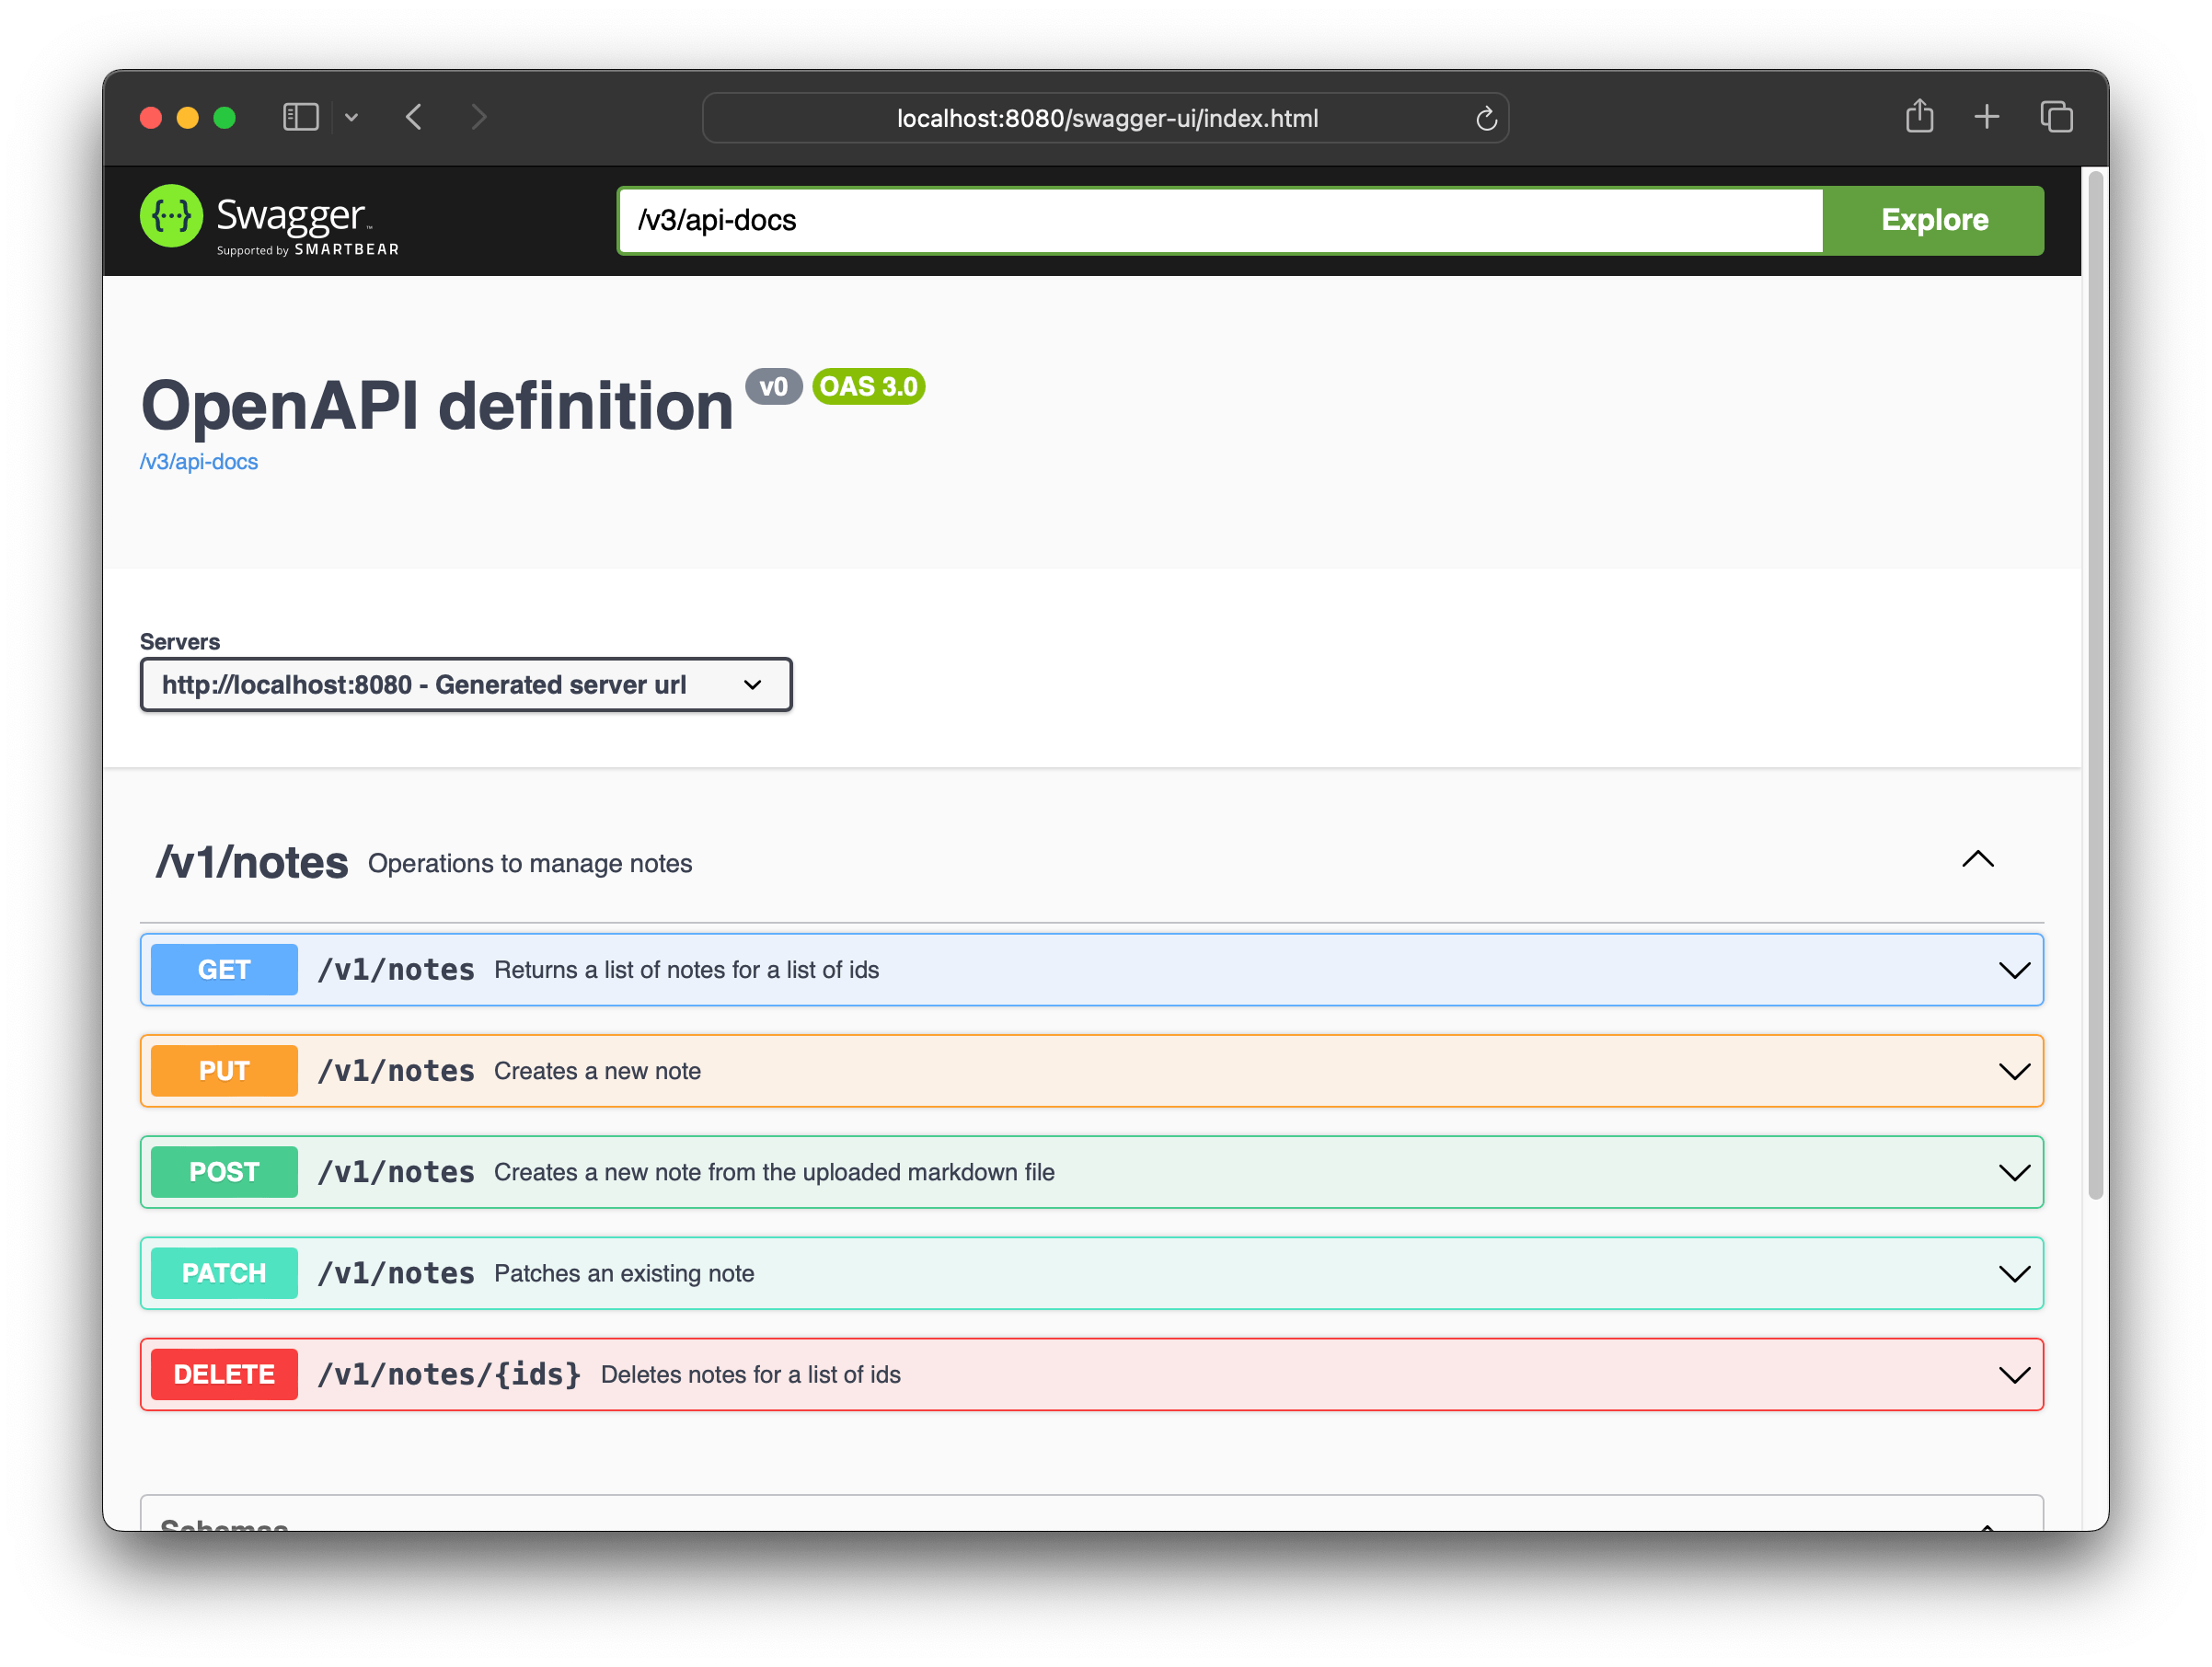 localhost:8080/swagger-ui/index.html
{···} Swagger™
Supported by SMARTBEAR
/v3/api-docs
Explore
OpenAPI definition v0 OAS 3.0
/v3/api-docs
Servers
http://localhost:8080 - Generated server url
/v1/notes Operations to manage notes
GET /v1/notes Returns a list of notes for a list of ids
PUT /v1/notes Creates a new note
POST /v1/notes Creates a new note from the uploaded markdown file
PATCH /v1/notes Patches an existing note
DELETE /v1/notes/{ids} Deletes notes for a list of ids
Schemas